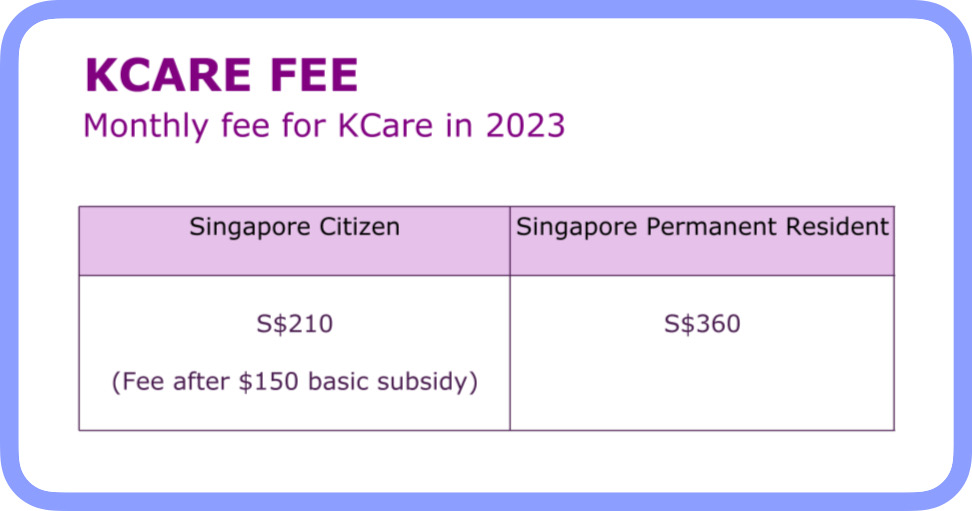 KCARE FEE
Monthly fee for KCare in 2023
Singapore Citizen
Singapore Permanent Resident
S$210
(Fee after $150 basic subsidy)
S$360